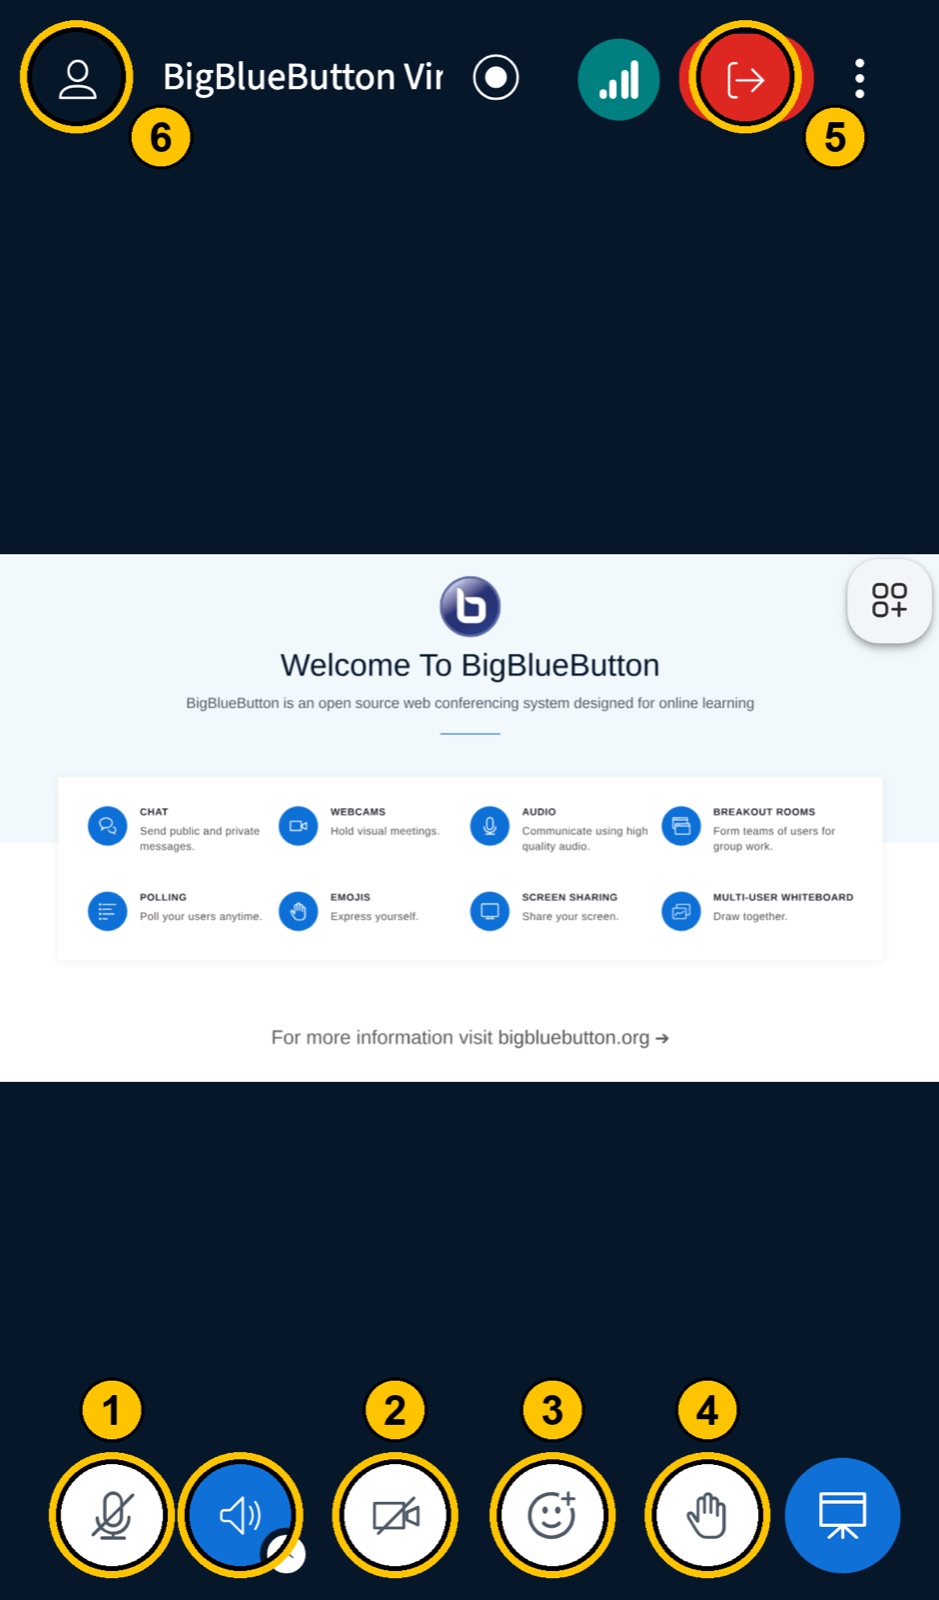 BigBlueButton Vir
6
5
Welcome To BigBlueButton
BigBlueButton is an open source web conferencing system designed for online learning
CHAT
Send public and private
messages.
WEBCAMS
Hold visual meetings.
AUDIO
Communicate using high
quality audio.
BREAKOUT ROOMS
Form teams of users for
group work.
POLLING
Poll your users anytime.
EMOJIS
Express yourself.
SCREEN SHARING
Share your screen.
MULTI-USER WHITEBOARD
Draw together.
For more information visit bigbluebutton.org ➔
1
2
3
4